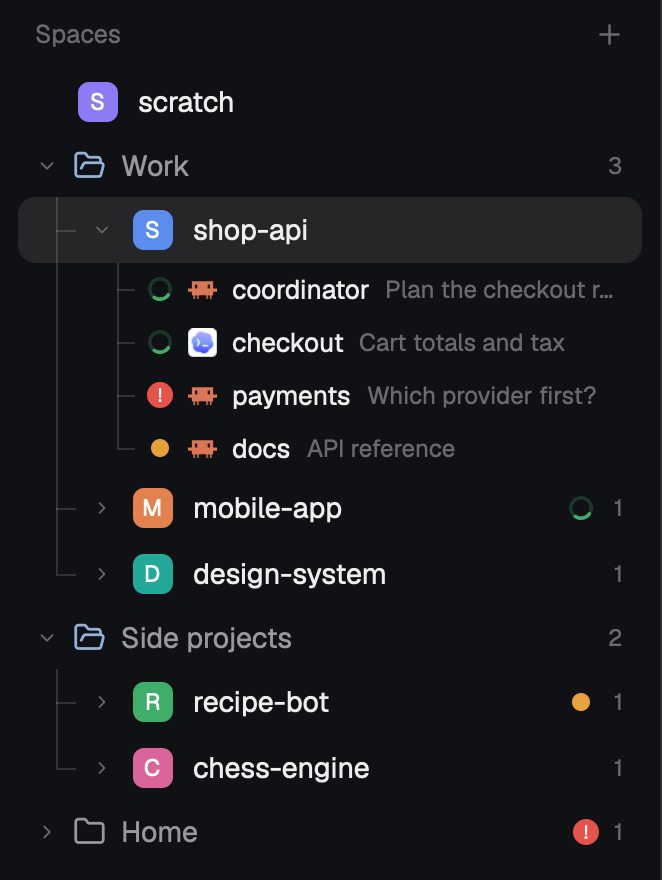 Spaces
S scratch
Work 3
S shop-api
coordinator Plan the checkout r...
checkout Cart totals and tax
! payments Which provider first?
docs API reference
M mobile-app 1
D design-system 1
Side projects 2
R recipe-bot 1
C chess-engine 1
Home ! 1